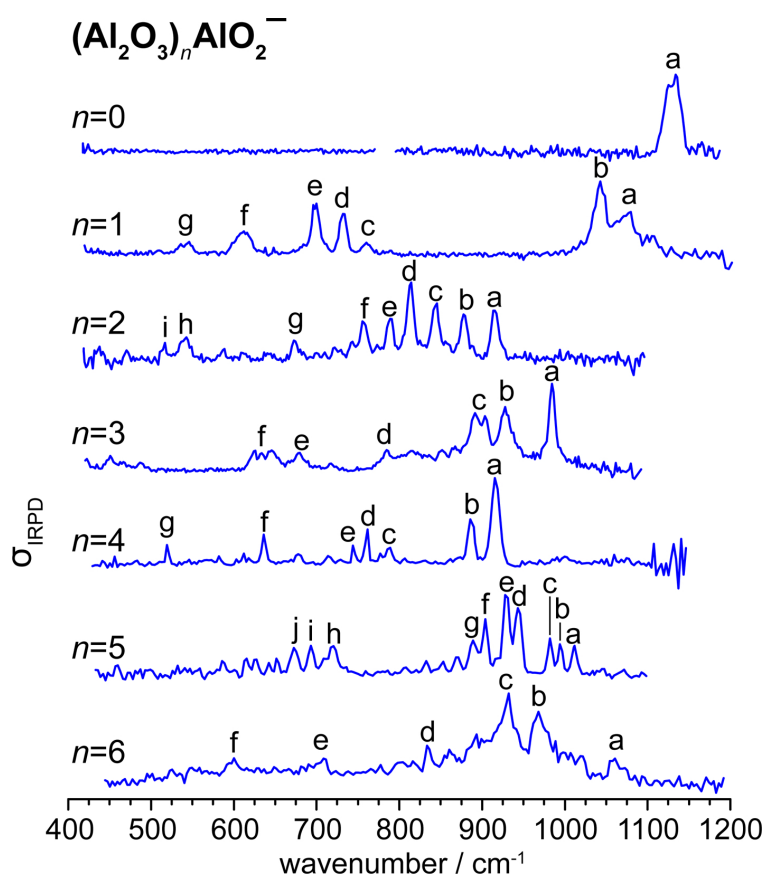 (Al₂O₃)ₙAlO₂⁻
a
n=0
b
a
e
d
c
g
f
n=1
d
c
b
a
f
e
g
i
h
n=2
a
b
c
d
e
f
n=3
a
b
g
f
e
d
c
n=4
e
d
c
b
a
f
g
j
i
h
n=5
c
b
a
d
e
f
n=6
σIRPD
400 500 600 700 800 900 1000 1100 1200
wavenumber / cm⁻¹